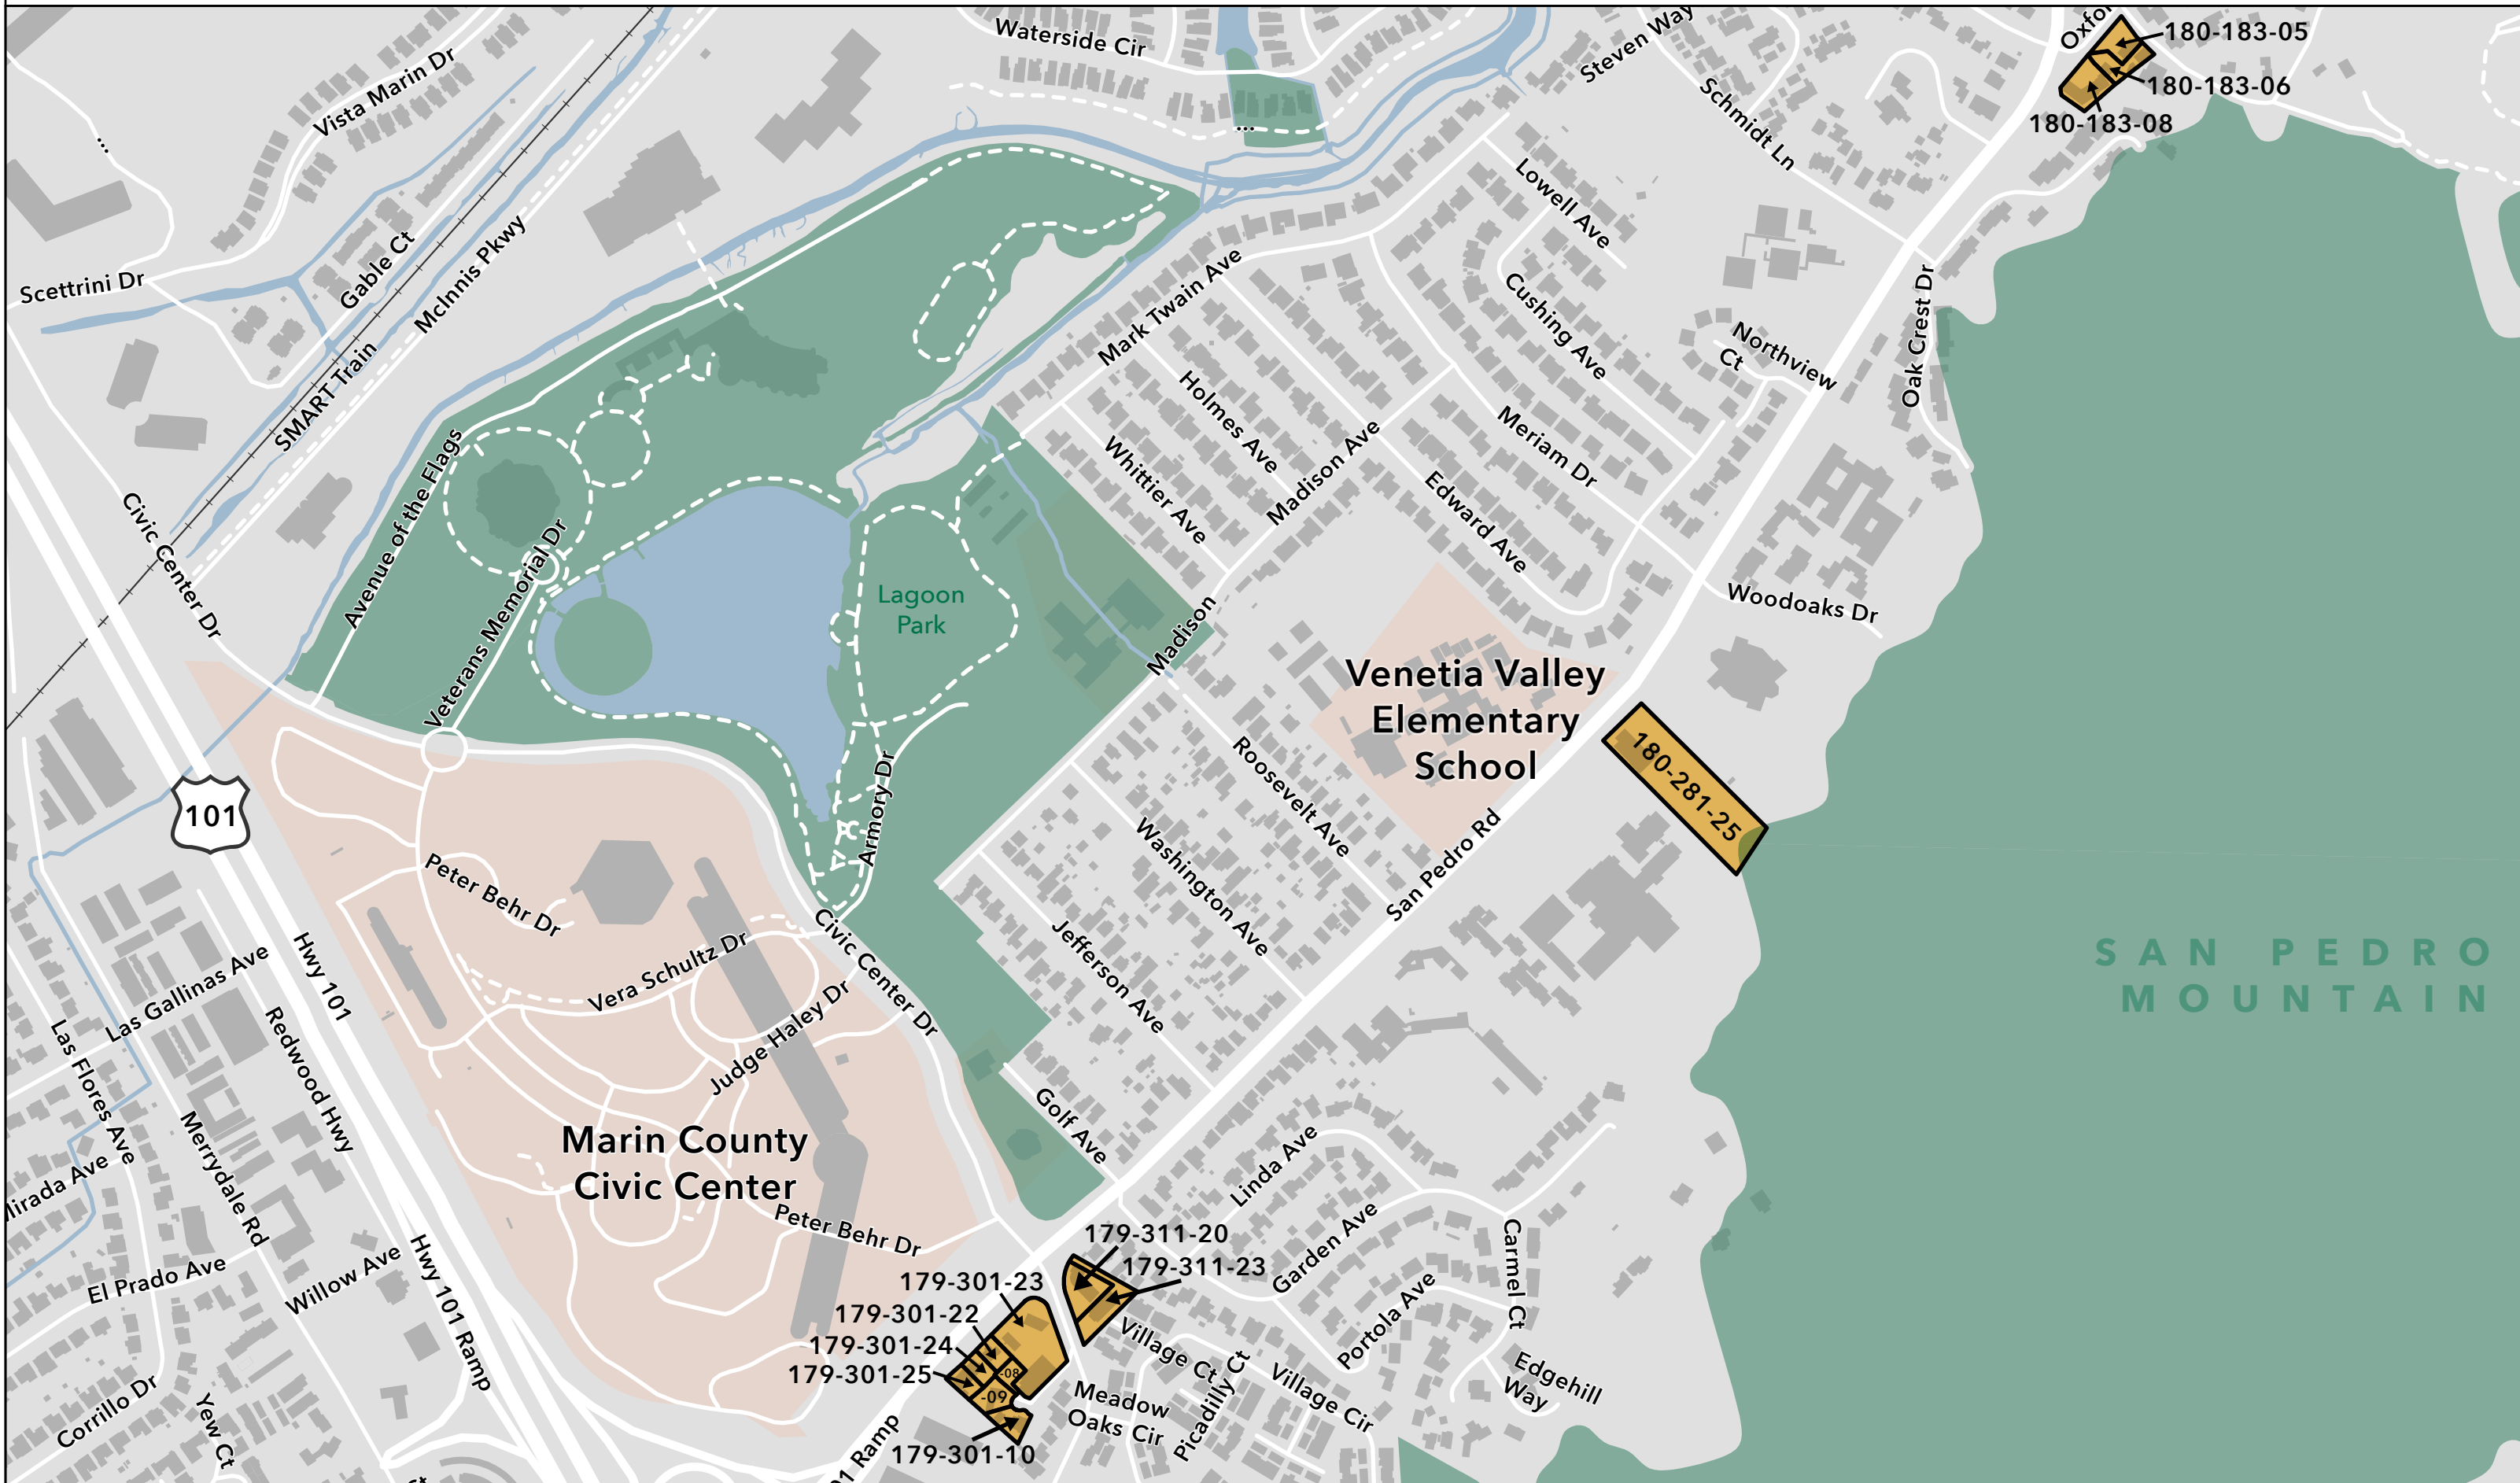 Waterside Cir
Steven Way
180-183-05
180-183-06
180-183-08
Vista Marin Dr
...
...
Schmidt Ln
Lowell Ave
Scettrini Dr
Gable Ct
McInnis Pkwy
SMART Train
Mark Twain Ave
Cushing Ave
Northview
Ct
Oak Crest Dr
Holmes Ave
Whittier Ave
Madison Ave
Meriam Dr
Edward Ave
Civic Center Dr
Avenue of the Flags
Veterans Memorial Dr
Lagoon
Park
Madison
Woodoaks Dr
Venetia Valley
Elementary
School
180-281-25
101
Armory Dr
Roosevelt Ave
Washington Ave
San Pedro Rd
Peter Behr Dr
Civic Center Dr
Jefferson Ave
Vera Schultz Dr
Judge Haley Dr
SAN PEDRO
MOUNTAIN
Las Gallinas Ave
Hwy 101
Redwood Hwy
Las Flores Ave
Merrydale Rd
Golf Ave
Marin County
Civic Center
Peter Behr Dr
Linda Ave
Garden Ave
Carmel Ct
Portola Ave
El Prado Ave
Willow Ave
Hwy 101 Ramp
179-311-20
179-311-23
179-301-23
179-301-22
179-301-24
179-301-25
-08
-09
179-301-10
Village Ct
Village Cir
Picadilly Ct
Meadow
Oaks Cir
Edgehill
Way
Corrillo Dr
Yew Ct
Ramp